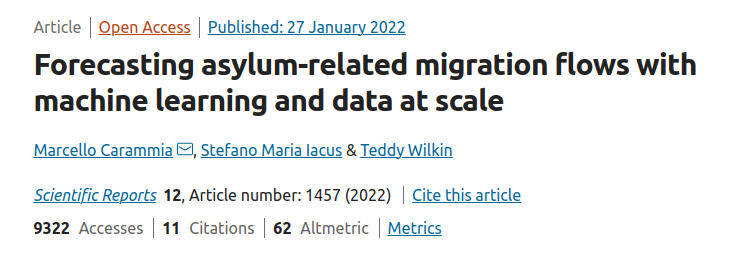 Article | Open Access | Published: 27 January 2022
Forecasting asylum-related migration flows with
machine learning and data at scale
Marcello Carammia, Stefano Maria Iacus & Teddy Wilkin
Scientific Reports 12, Article number: 1457 (2022) | Cite this article
9322 Accesses | 11 Citations | 62 Altmetric | Metrics